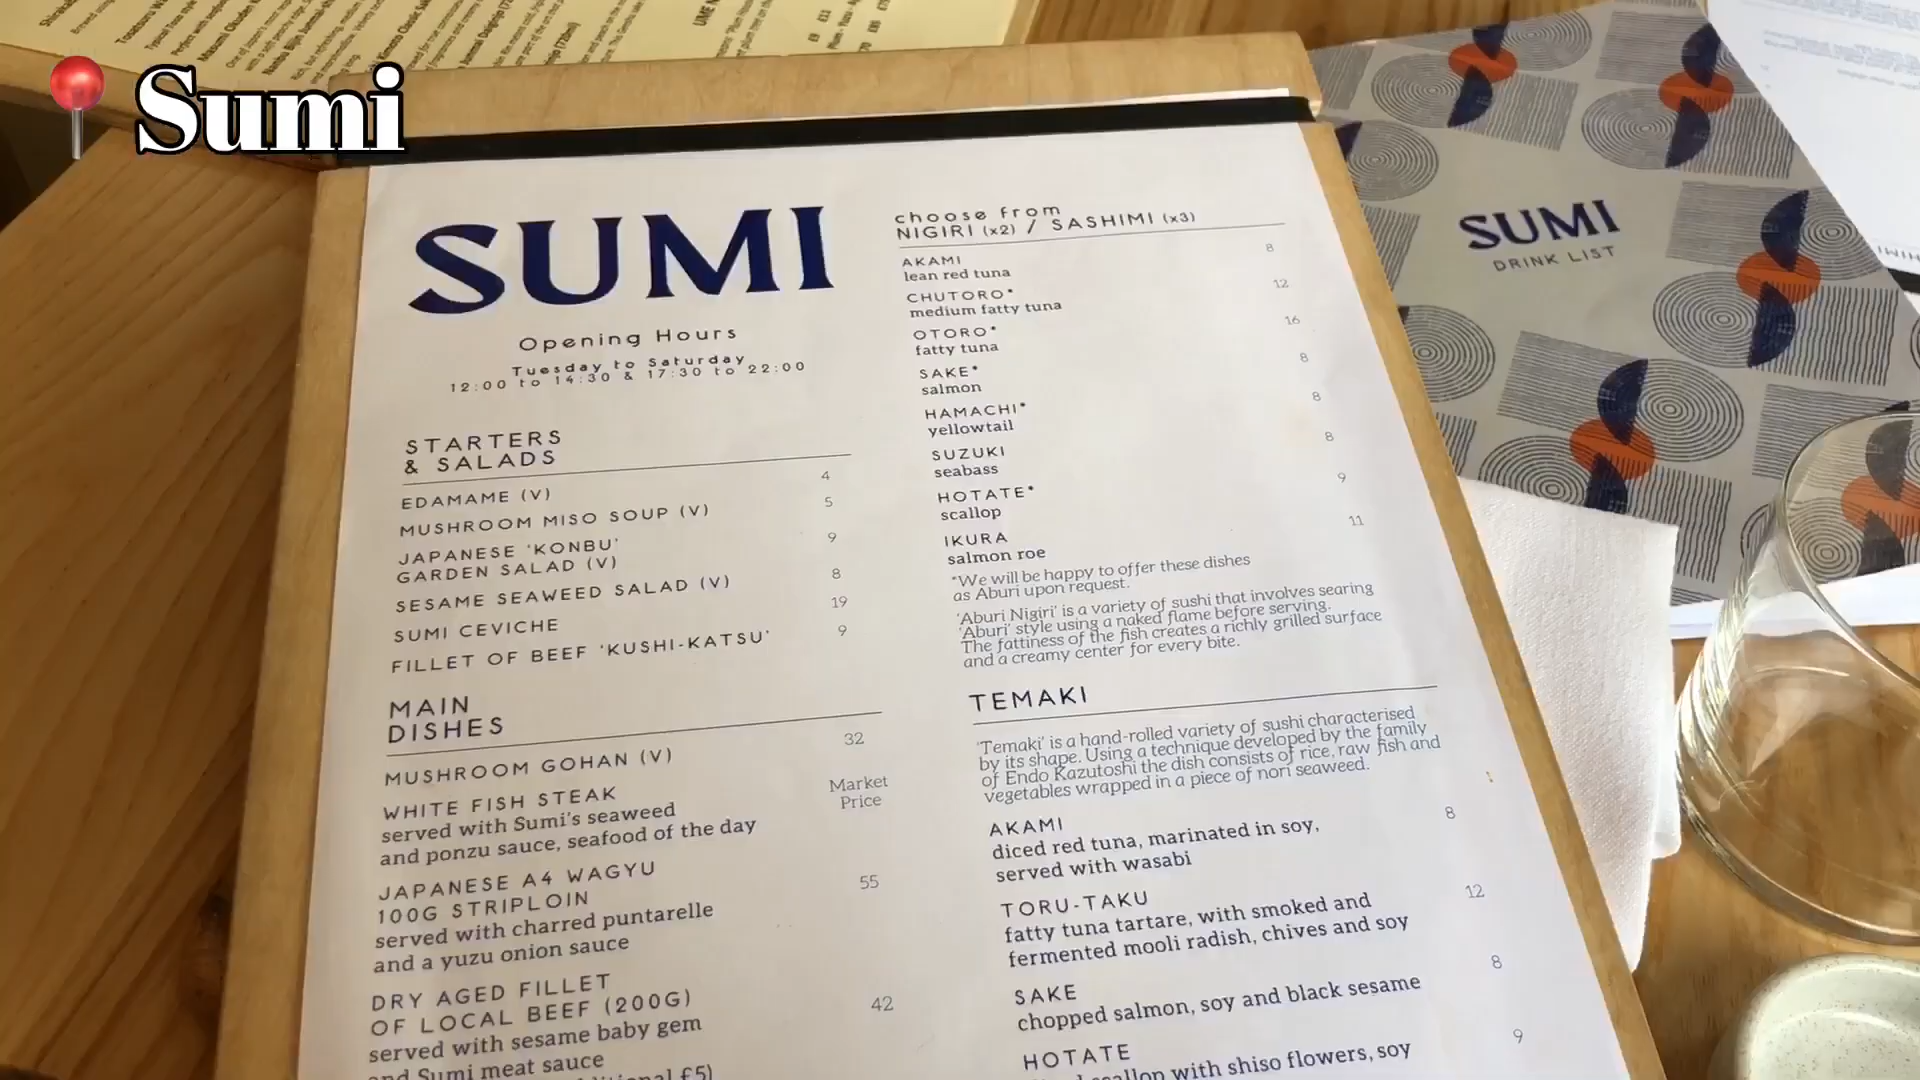 Sumi
SUMI
Opening Hours
Tuesday to Saturday
12:00 to 14:30 & 17:30 to 22:00
STARTERS
& SALADS
EDAMAME (V) 4
MUSHROOM MISO SOUP (V) 5
JAPANESE 'KONBU'
GARDEN SALAD (V) 9
SESAME SEAWEED SALAD (V) 8
SUMI CEVICHE 19
FILLET OF BEEF 'KUSHI-KATSU' 9
MAIN
DISHES
MUSHROOM GOHAN (V) 32
WHITE FISH STEAK Market
Price
served with Sumi's seaweed
and ponzu sauce, seafood of the day
JAPANESE A4 WAGYU
100G STRIPLOIN 55
served with charred puntarelle
and a yuzu onion sauce
DRY AGED FILLET
OF LOCAL BEEF (200G) 42
served with sesame baby gem
and Sumi meat sauce
£5)
choose from
NIGIRI (x2) / SASHIMI (x3)
AKAMI 8
lean red tuna
CHUTORO* 12
medium fatty tuna
OTORO* 16
fatty tuna
SAKE* 8
salmon
HAMACHI* 8
yellowtail
SUZUKI 8
seabass
HOTATE* 9
scallop
IKURA 11
salmon roe
*We will be happy to offer these dishes
as Aburi upon request.
'Aburi Nigiri' is a variety of sushi that involves searing
'Aburi' style using a naked flame before serving.
The fattiness of the fish creates a richly grilled surface
and a creamy center for every bite.
TEMAKI
'Temaki' is a hand-rolled variety of sushi characterised
by its shape. Using a technique developed by the family
of Endo Kazutoshi the dish consists of rice, raw fish and
vegetables wrapped in a piece of nori seaweed.
AKAMI 8
diced red tuna, marinated in soy,
served with wasabi
TORU-TAKU 12
fatty tuna tartare, with smoked and
fermented mooli radish, chives and soy
SAKE 8
chopped salmon, soy and black sesame
HOTATE 9
scallop with shiso flowers, soy
SUMI
DRINK LIST